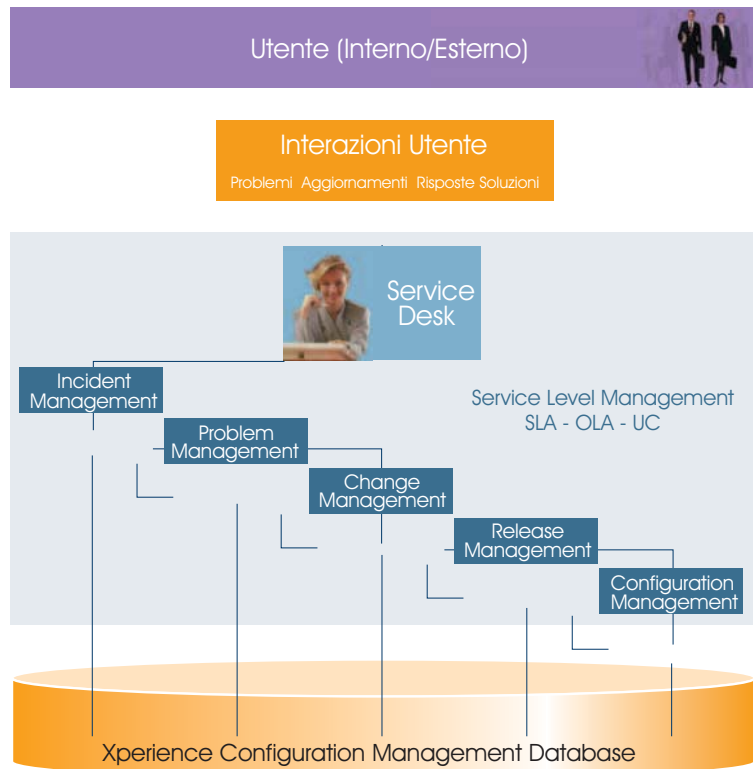 Utente (Interno/Esterno)
Interazioni Utente
Problemi Aggiornamenti Risposte Soluzioni
Service
Desk
Incident
Management
Service Level Management
SLA - OLA - UC
Problem
Management
Change
Management
Release
Management
Configuration
Management
Xperience Configuration Management Database